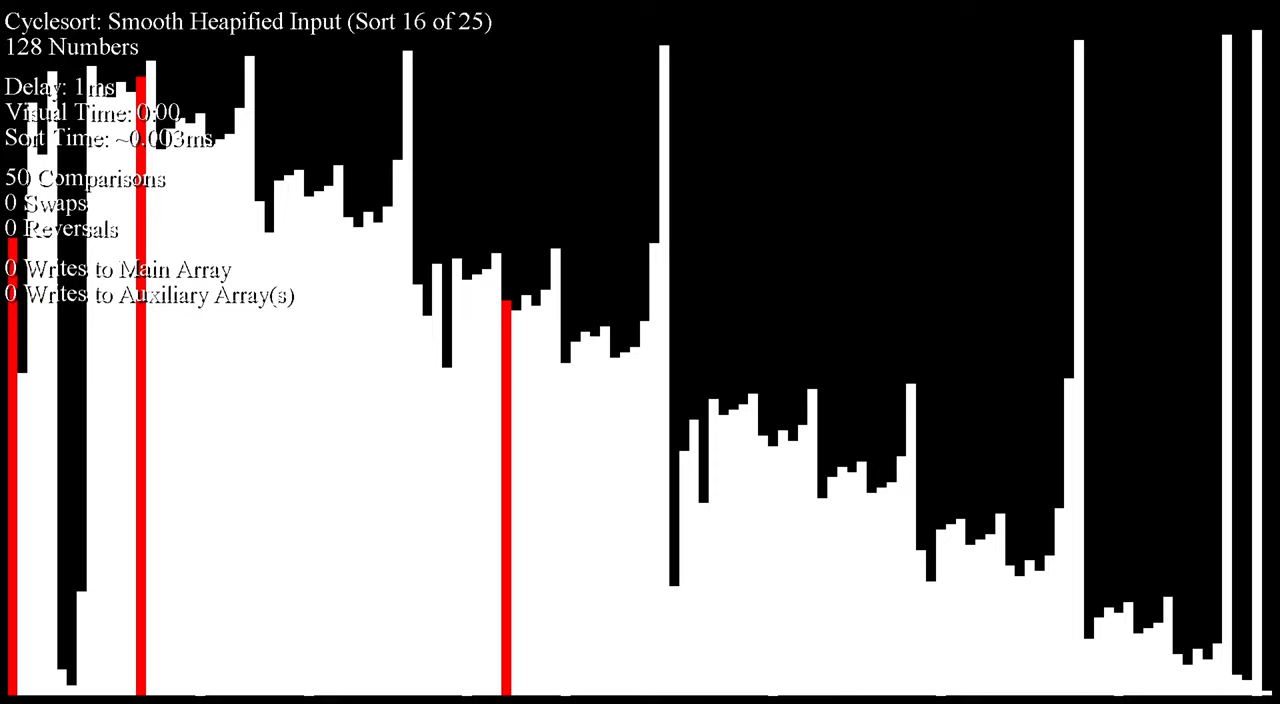 Cyclesort: Smooth Heapified Input (Sort 16 of 25)
128 Numbers
Delay: 1ms
Visual Time: 0:00
Sort Time: ~0.003ms
50 Comparisons
0 Swaps
0 Reversals
0 Writes to Main Array
0 Writes to Auxiliary Array(s)